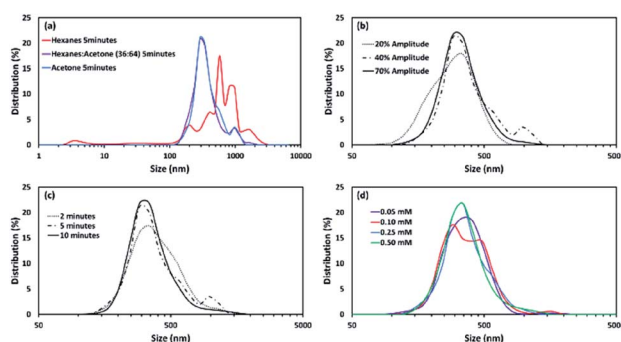 (a)
Hexanes 5minutes
Hexanes:Acetone (36:64) 5minutes
Acetone 5minutes
Distribution (%)
25
20
15
10
5
0
1 10 100 1000 10000
Size (nm)
(b)
20% Amplitude
40% Amplitude
70% Amplitude
Distribution (%)
25
20
15
10
5
0
50 500 500
Size (nm)
(c)
2 minutes
5 minutes
10 minutes
Distribution (%)
25
20
15
10
5
0
50 500 5000
Size (nm)
(d)
0.05 mM
0.10 mM
0.25 mM
0.50 mM
Distribution (%)
25
20
15
10
5
0
50 500 500
Size (nm)